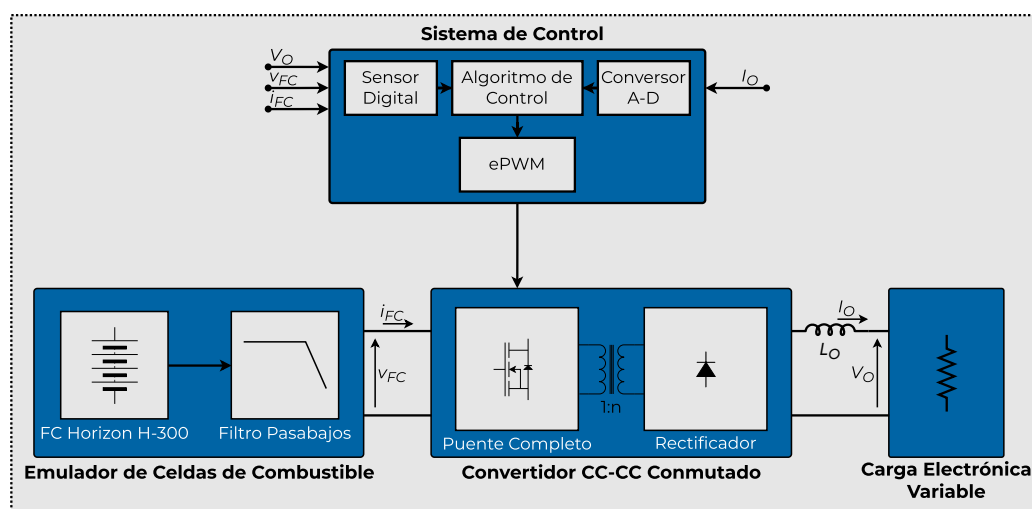 Sistema de Control
V_O
v_FC
i_FC
Sensor
Digital
Algoritmo de
Control
Conversor
A-D
I_O
ePWM
i_FC
v_FC
FC Horizon H-300
Filtro Pasabajos
Emulador de Celdas de Combustible
1:n
Puente Completo
Rectificador
Convertidor CC-CC Conmutado
I_O
L_O
V_O
Carga Electrónica
Variable